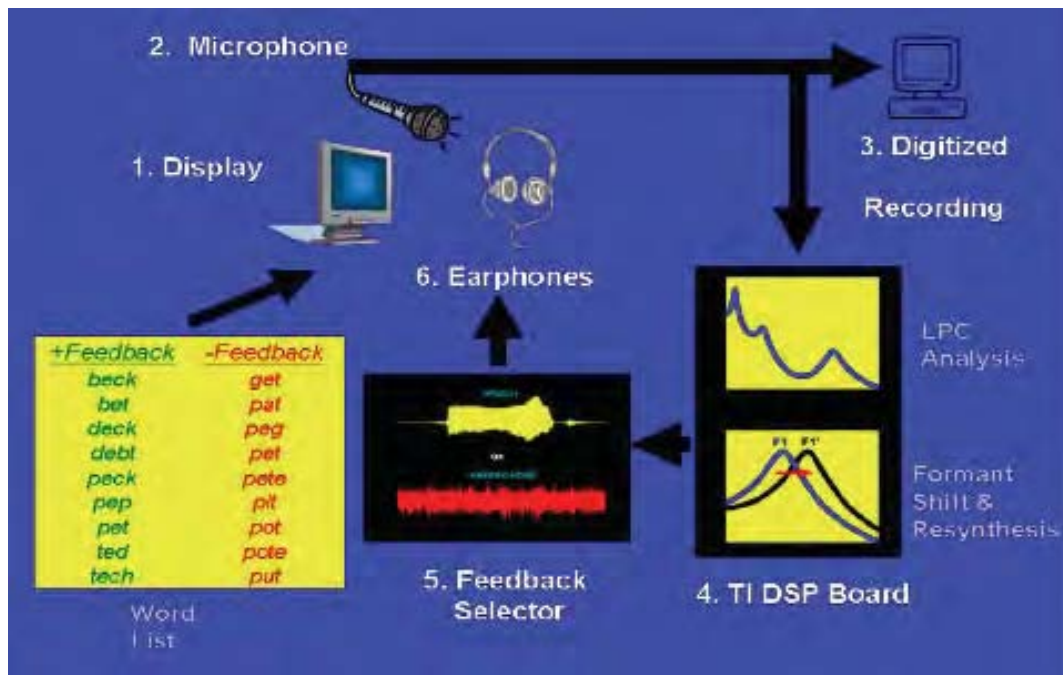 2. Microphone
1. Display
3. Digitized
Recording
6. Earphones
+Feedback -Feedback
beck get
bet pat
deck peg
debt pet
peck pete
pep pit
pet pot
ted pote
tech put
Word
List
OR
5. Feedback
Selector
LPC
Analysis
F1 F1'
Formant
Shift &
Resynthesis
4. TI DSP Board